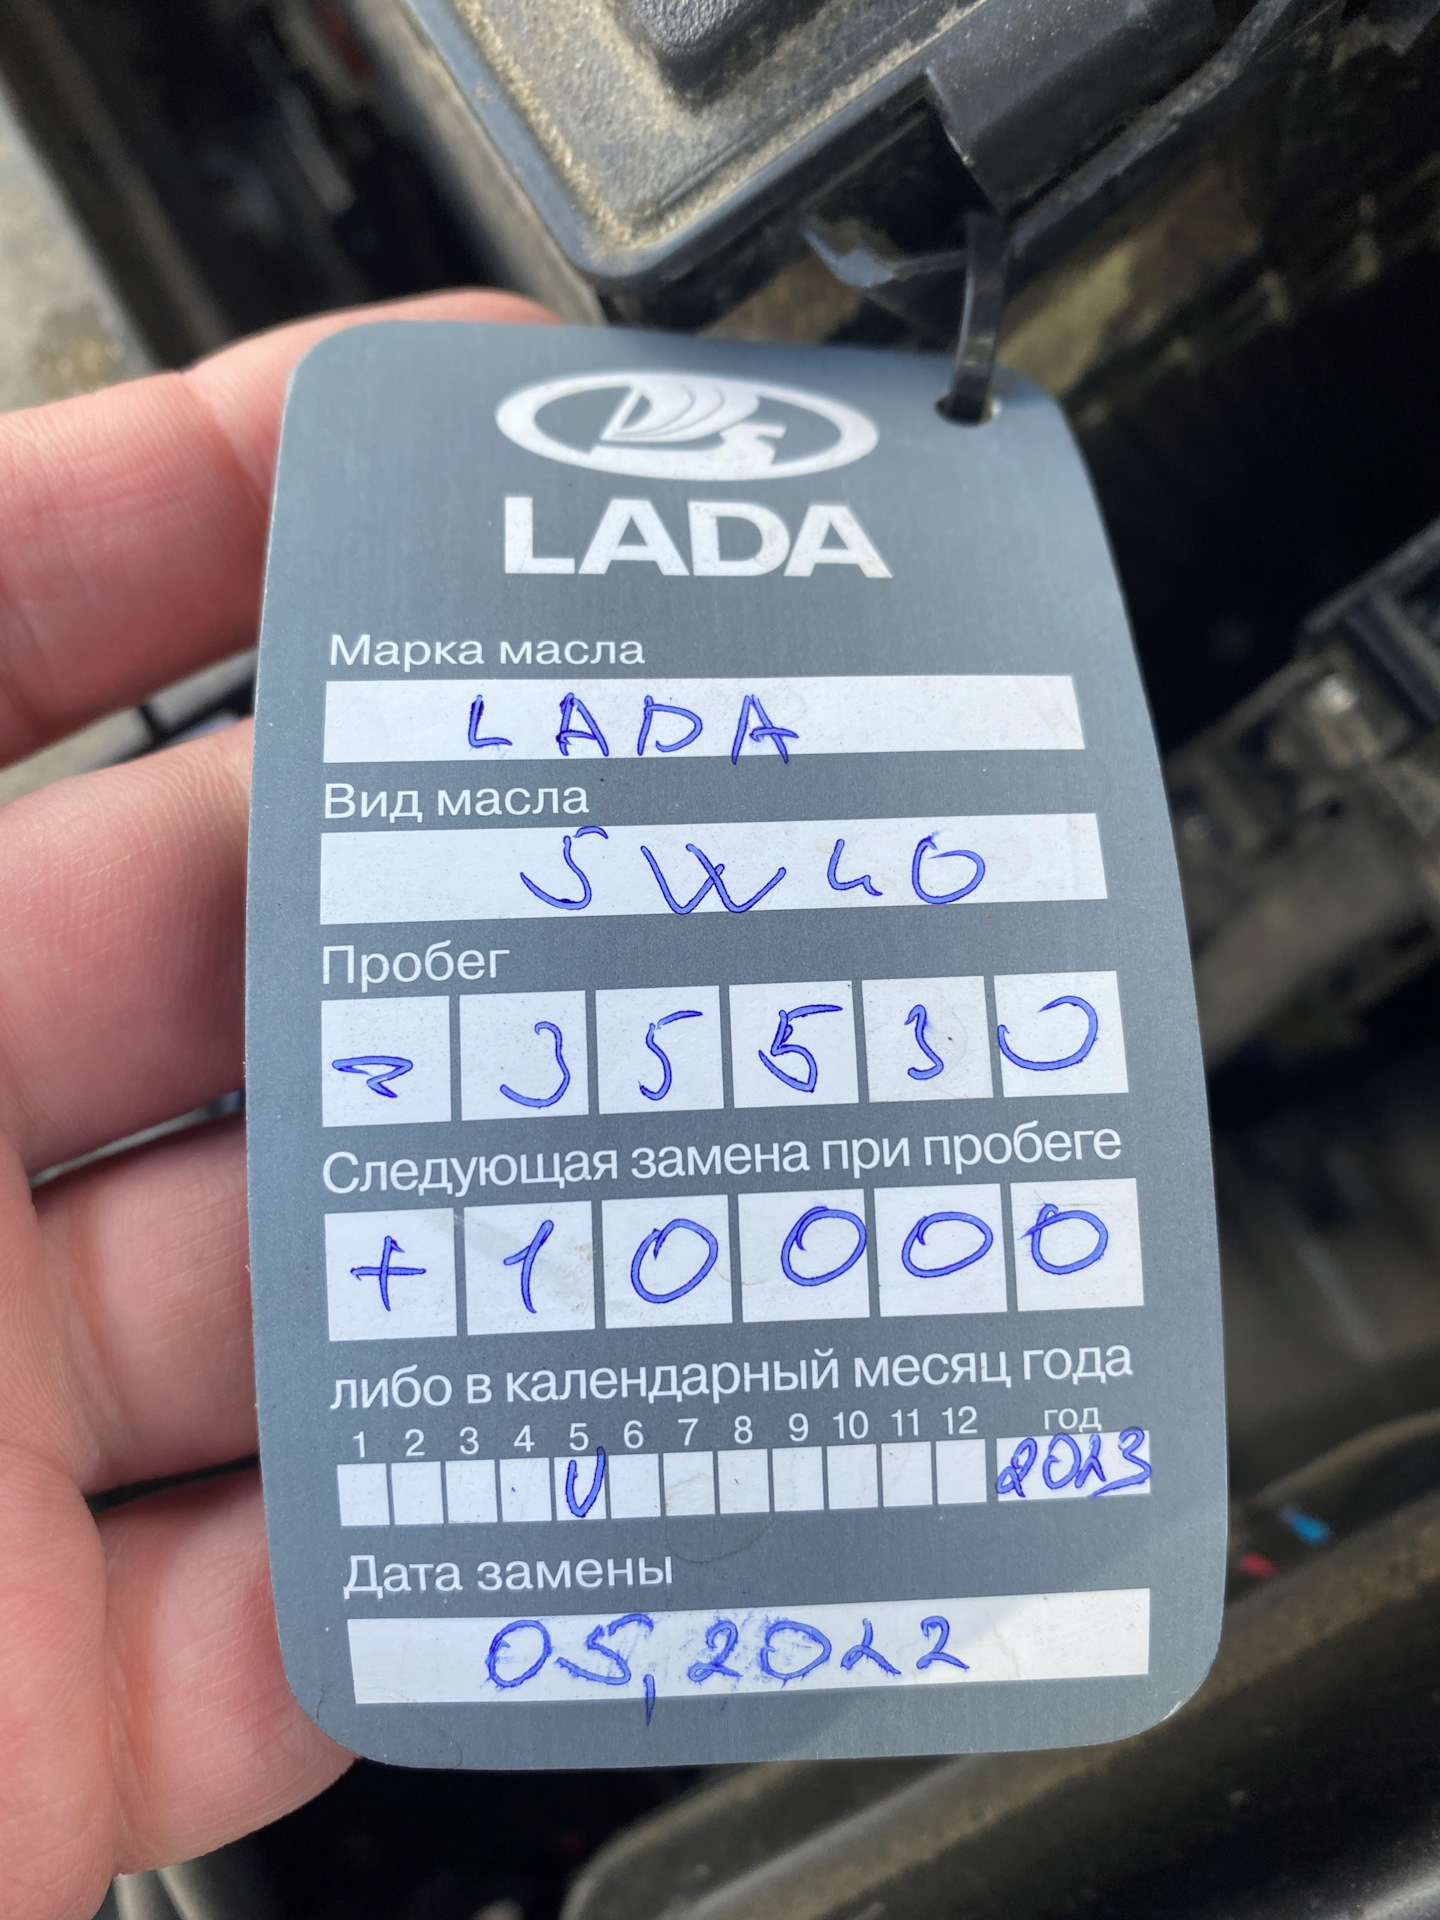 LADA
Марка масла
LADA
Вид масла
5W40
Пробег
~ 35530
Следующая замена при пробеге
+10000
либо в календарный месяц года
1 2 3 4 5 6 7 8 9 10 11 12 год
V 2023
Дата замены
05,2022